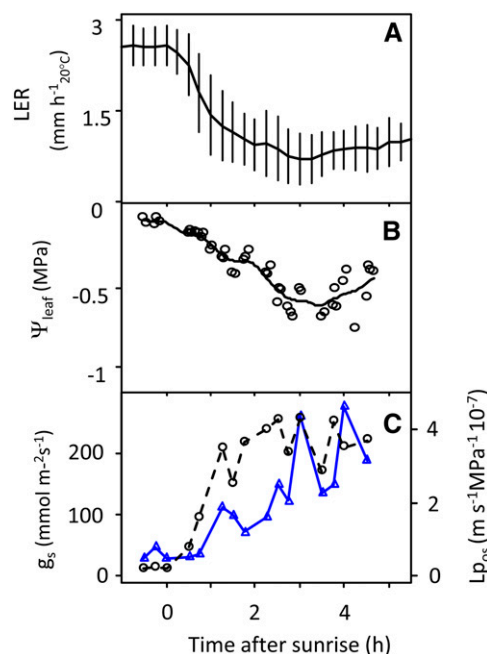 A
3
1.5
0
LER
(mm h-1 20°C)
B
-0.5
-1
Ψleaf (MPa)
C
200
100
0
gs (mmol m-2s-1)
4
2
0
Lpos (m s-1MPa-1 10-7)
0 2 4
Time after sunrise (h)